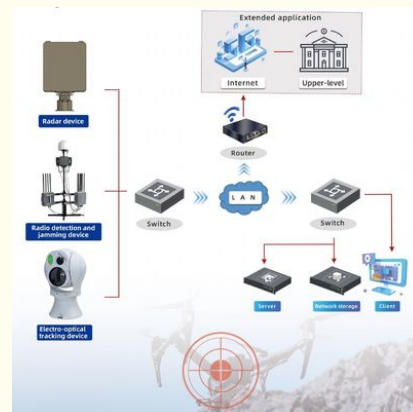 Extended application
Internet
Upper-level
Radar device
Router
Radio detection and
jamming device
Switch
L A N
Switch
Electro-optical
tracking device
Server
Network storage
Client